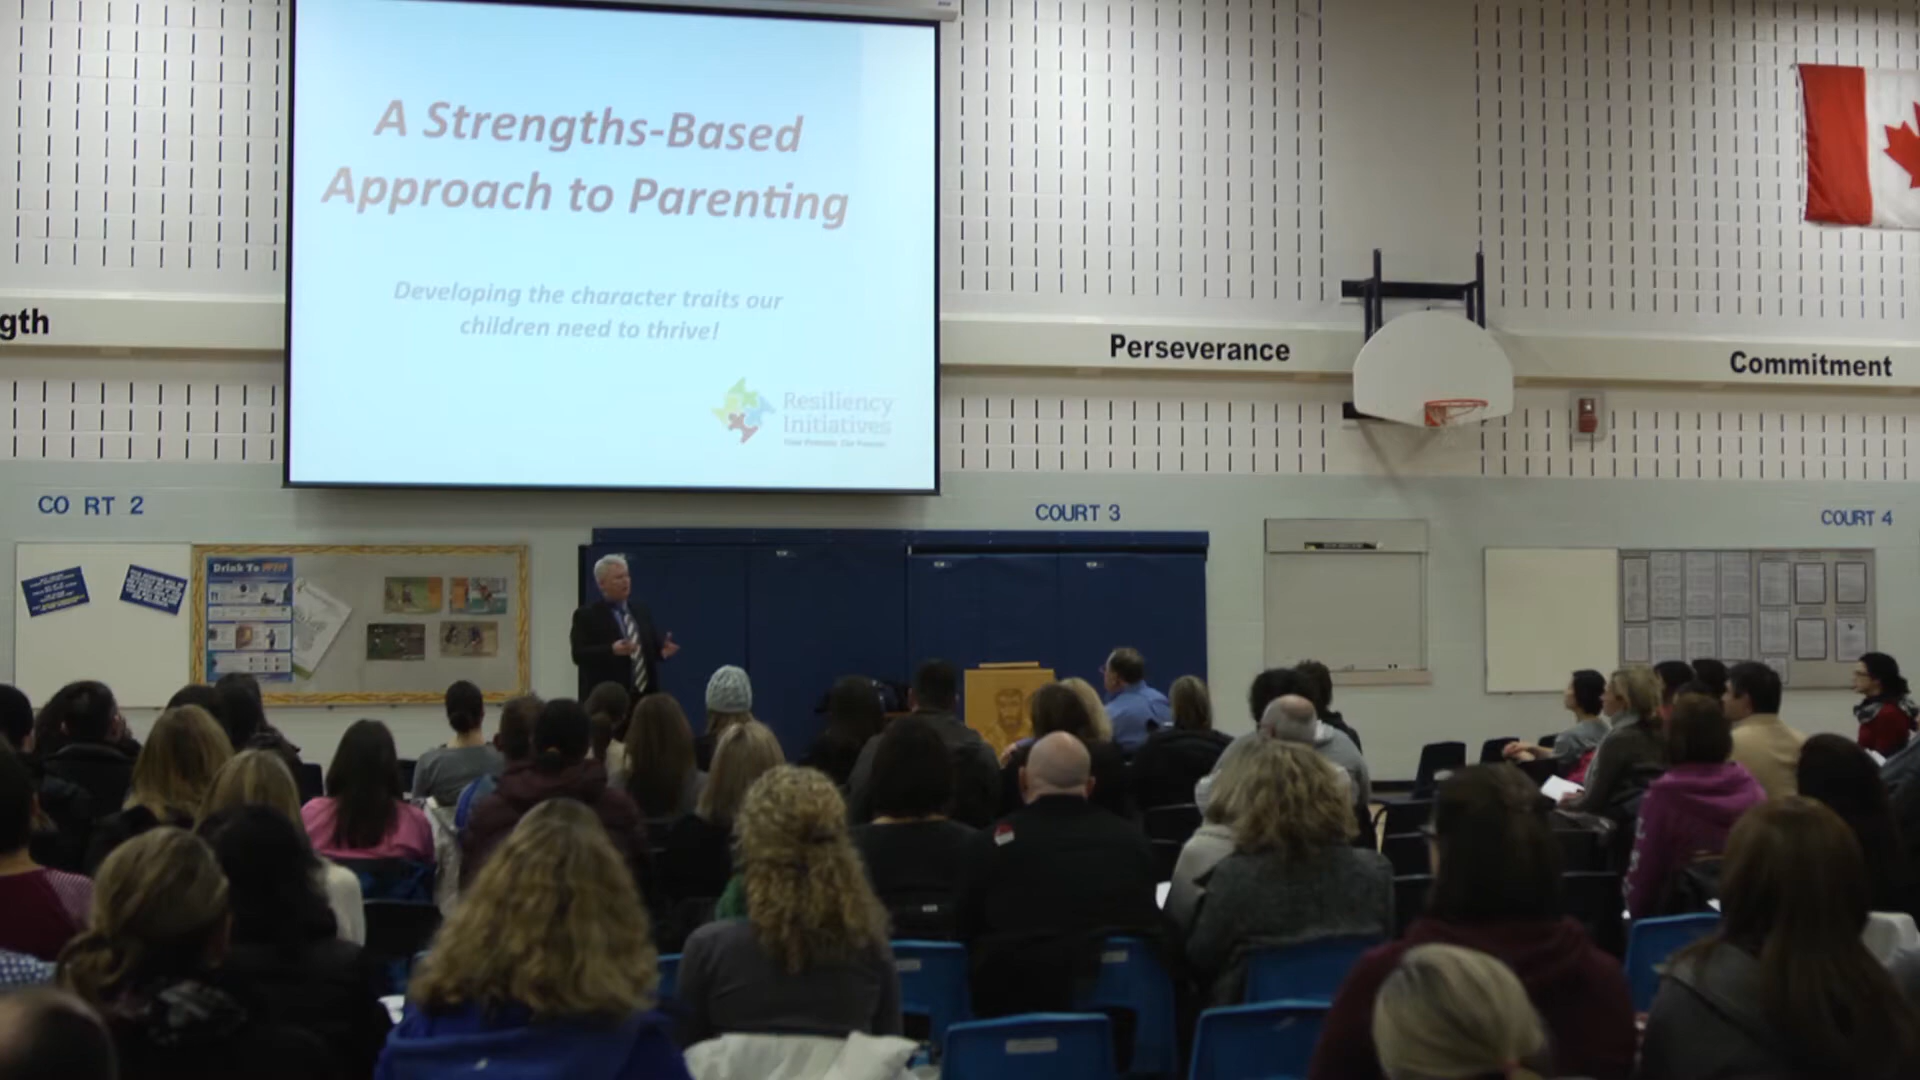 A Strengths-Based
Approach to Parenting
Developing the character traits our
children need to thrive!
Resiliency
Initiatives
gth
Perseverance
Commitment
CO RT 2
COURT 3
COURT 4
Drink To WIN